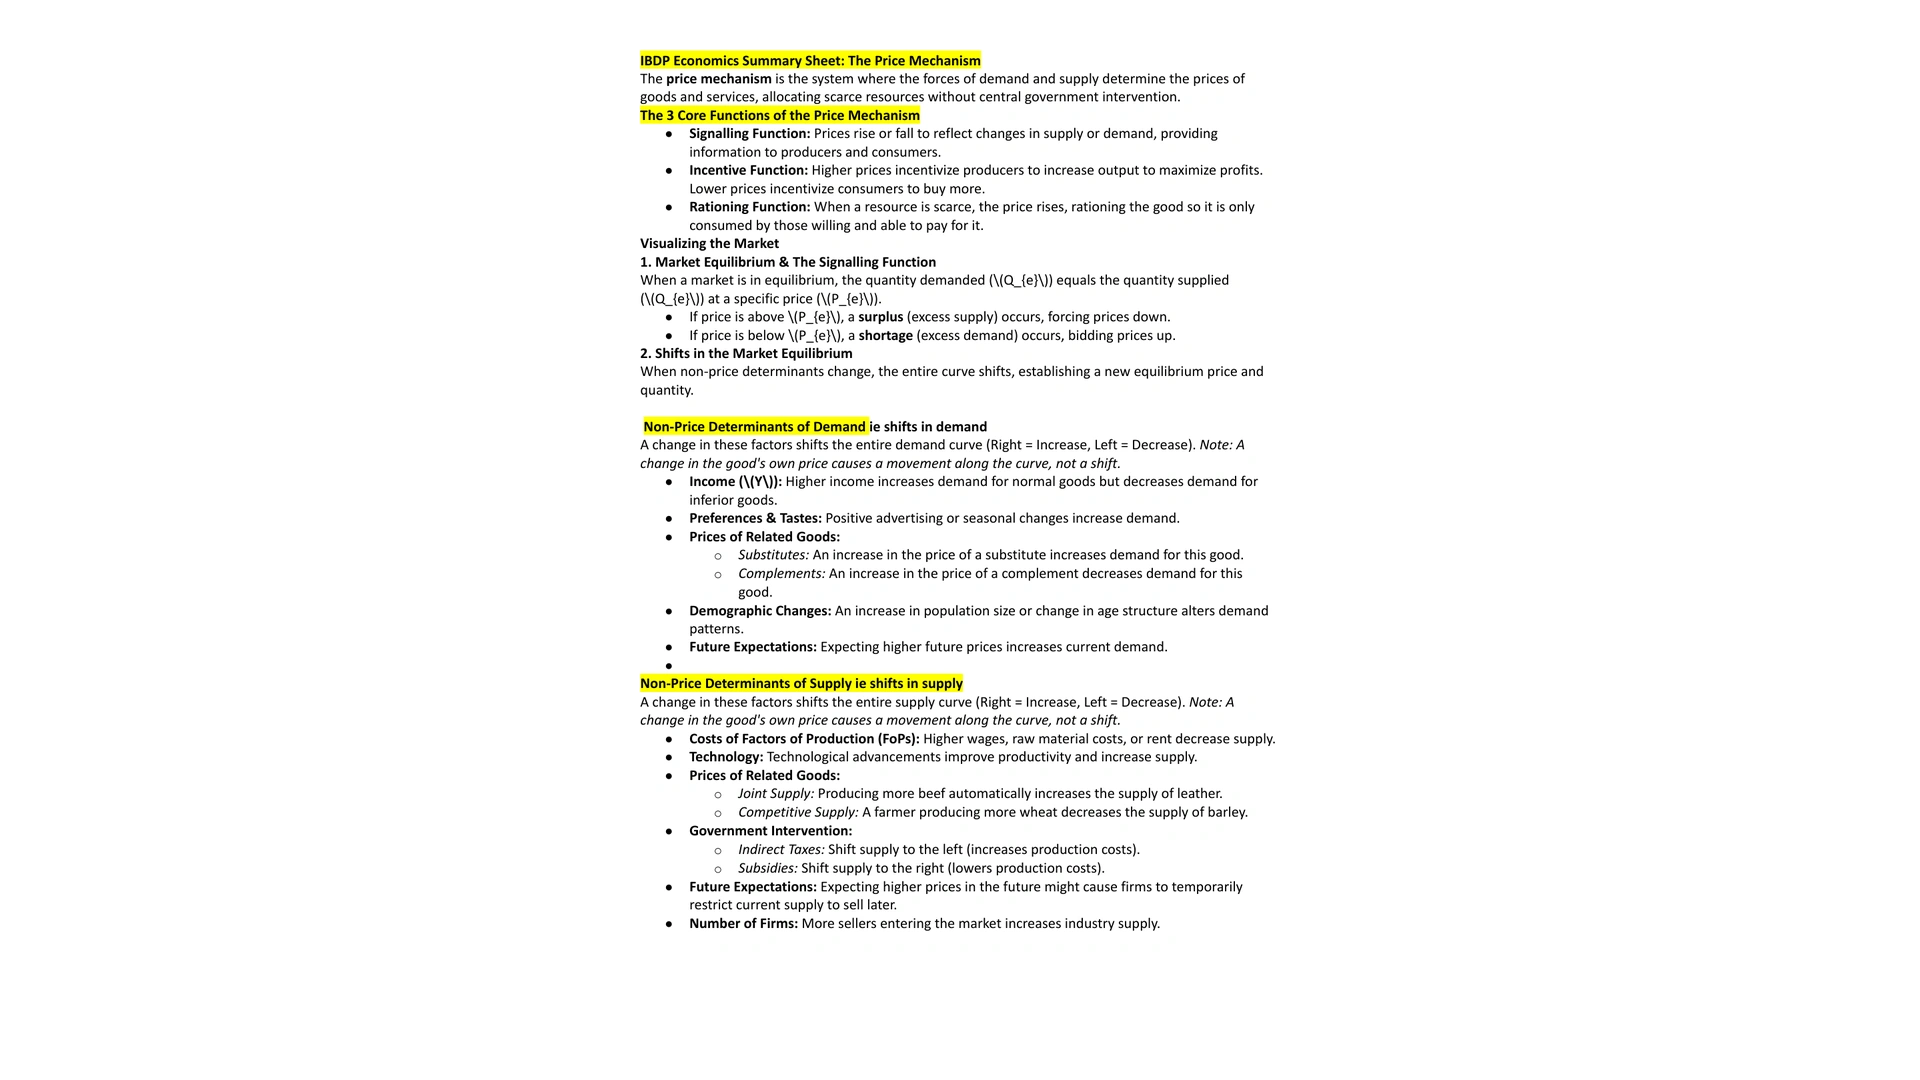 IBDP Economics Summary Sheet: The Price Mechanism
The price mechanism is the system where the forces of demand and supply determine the prices of
goods and services, allocating scarce resources without central government intervention.
The 3 Core Functions of the Price Mechanism
● Signalling Function: Prices rise or fall to reflect changes in supply or demand, providing
information to producers and consumers.
● Incentive Function: Higher prices incentivize producers to increase output to maximize profits.
Lower prices incentivize consumers to buy more.
● Rationing Function: When a resource is scarce, the price rises, rationing the good so it is only
consumed by those willing and able to pay for it.
Visualizing the Market
1. Market Equilibrium & The Signalling Function
When a market is in equilibrium, the quantity demanded (\(Q_{e}\)) equals the quantity supplied
(\(Q_{e}\)) at a specific price (\(P_{e}\)).
● If price is above \(P_{e}\), a surplus (excess supply) occurs, forcing prices down.
● If price is below \(P_{e}\), a shortage (excess demand) occurs, bidding prices up.
2. Shifts in the Market Equilibrium
When non-price determinants change, the entire curve shifts, establishing a new equilibrium price and
quantity.
Non-Price Determinants of Demand ie shifts in demand
A change in these factors shifts the entire demand curve (Right = Increase, Left = Decrease). Note: A
change in the good's own price causes a movement along the curve, not a shift.
● Income (\(Y\)): Higher income increases demand for normal goods but decreases demand for
inferior goods.
● Preferences & Tastes: Positive advertising or seasonal changes increase demand.
● Prices of Related Goods:
○ Substitutes: An increase in the price of a substitute increases demand for this good.
○ Complements: An increase in the price of a complement decreases demand for this
good.
● Demographic Changes: An increase in population size or change in age structure alters demand
patterns.
● Future Expectations: Expecting higher future prices increases current demand.
●
Non-Price Determinants of Supply ie shifts in supply
A change in these factors shifts the entire supply curve (Right = Increase, Left = Decrease). Note: A
change in the good's own price causes a movement along the curve, not a shift.
● Costs of Factors of Production (FoPs): Higher wages, raw material costs, or rent decrease supply.
● Technology: Technological advancements improve productivity and increase supply.
● Prices of Related Goods:
○ Joint Supply: Producing more beef automatically increases the supply of leather.
○ Competitive Supply: A farmer producing more wheat decreases the supply of barley.
● Government Intervention:
○ Indirect Taxes: Shift supply to the left (increases production costs).
○ Subsidies: Shift supply to the right (lowers production costs).
● Future Expectations: Expecting higher prices in the future might cause firms to temporarily
restrict current supply to sell later.
● Number of Firms: More sellers entering the market increases industry supply.